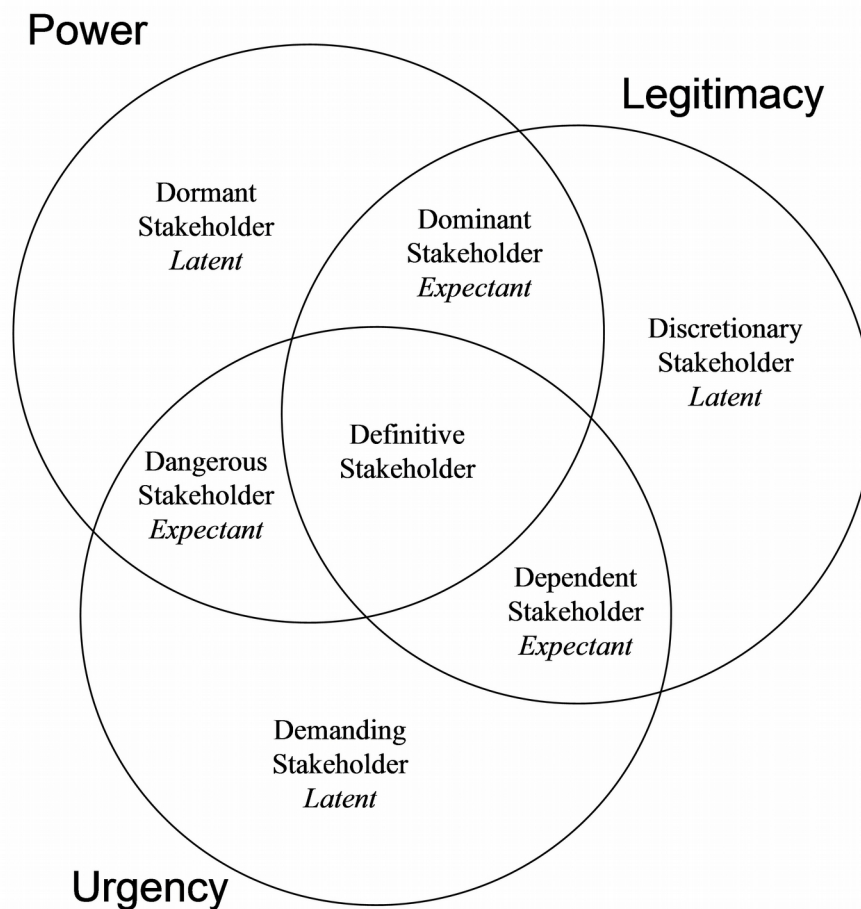 Power
Legitimacy
Dormant
Stakeholder
Latent
Dominant
Stakeholder
Expectant
Discretionary
Stakeholder
Latent
Dangerous
Stakeholder
Expectant
Definitive
Stakeholder
Dependent
Stakeholder
Expectant
Demanding
Stakeholder
Latent
Urgency